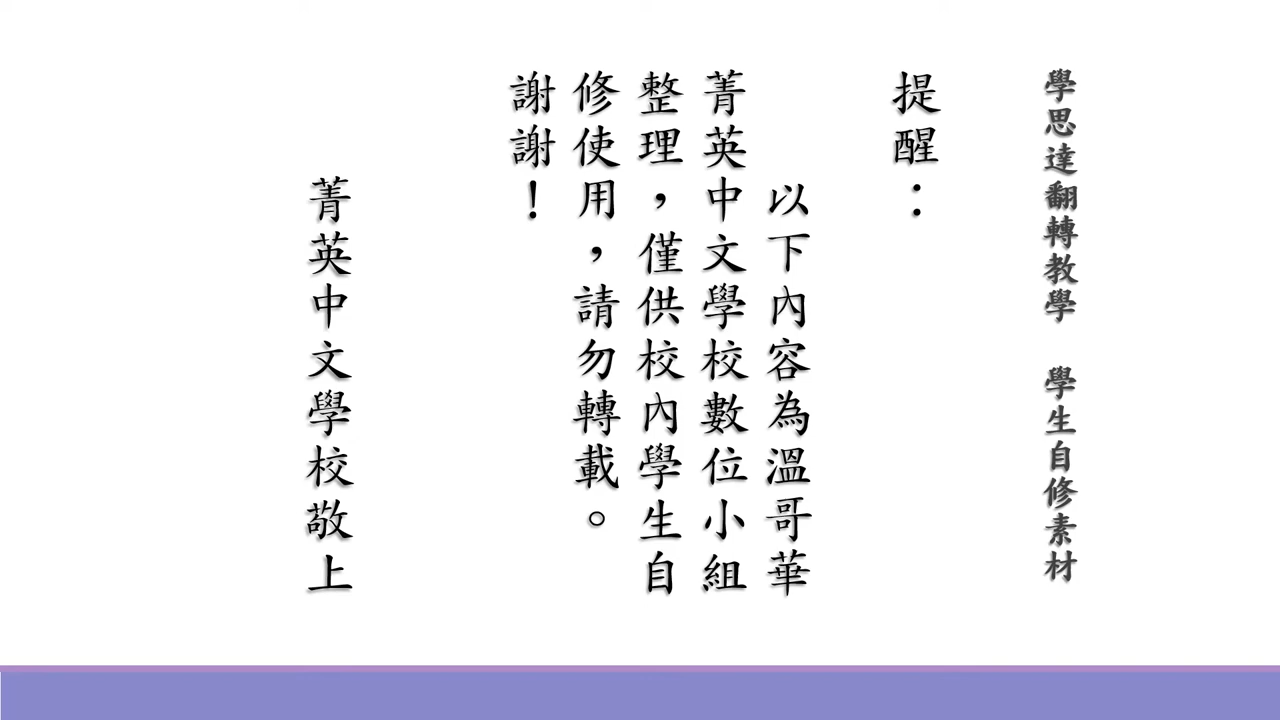 學思達翻轉教學 學生自修素材
提醒：
以下內容為溫哥華
菁英中文學校數位小組
整理，僅供校內學生自
修使用，請勿轉載。
謝謝！
菁英中文學校敬上